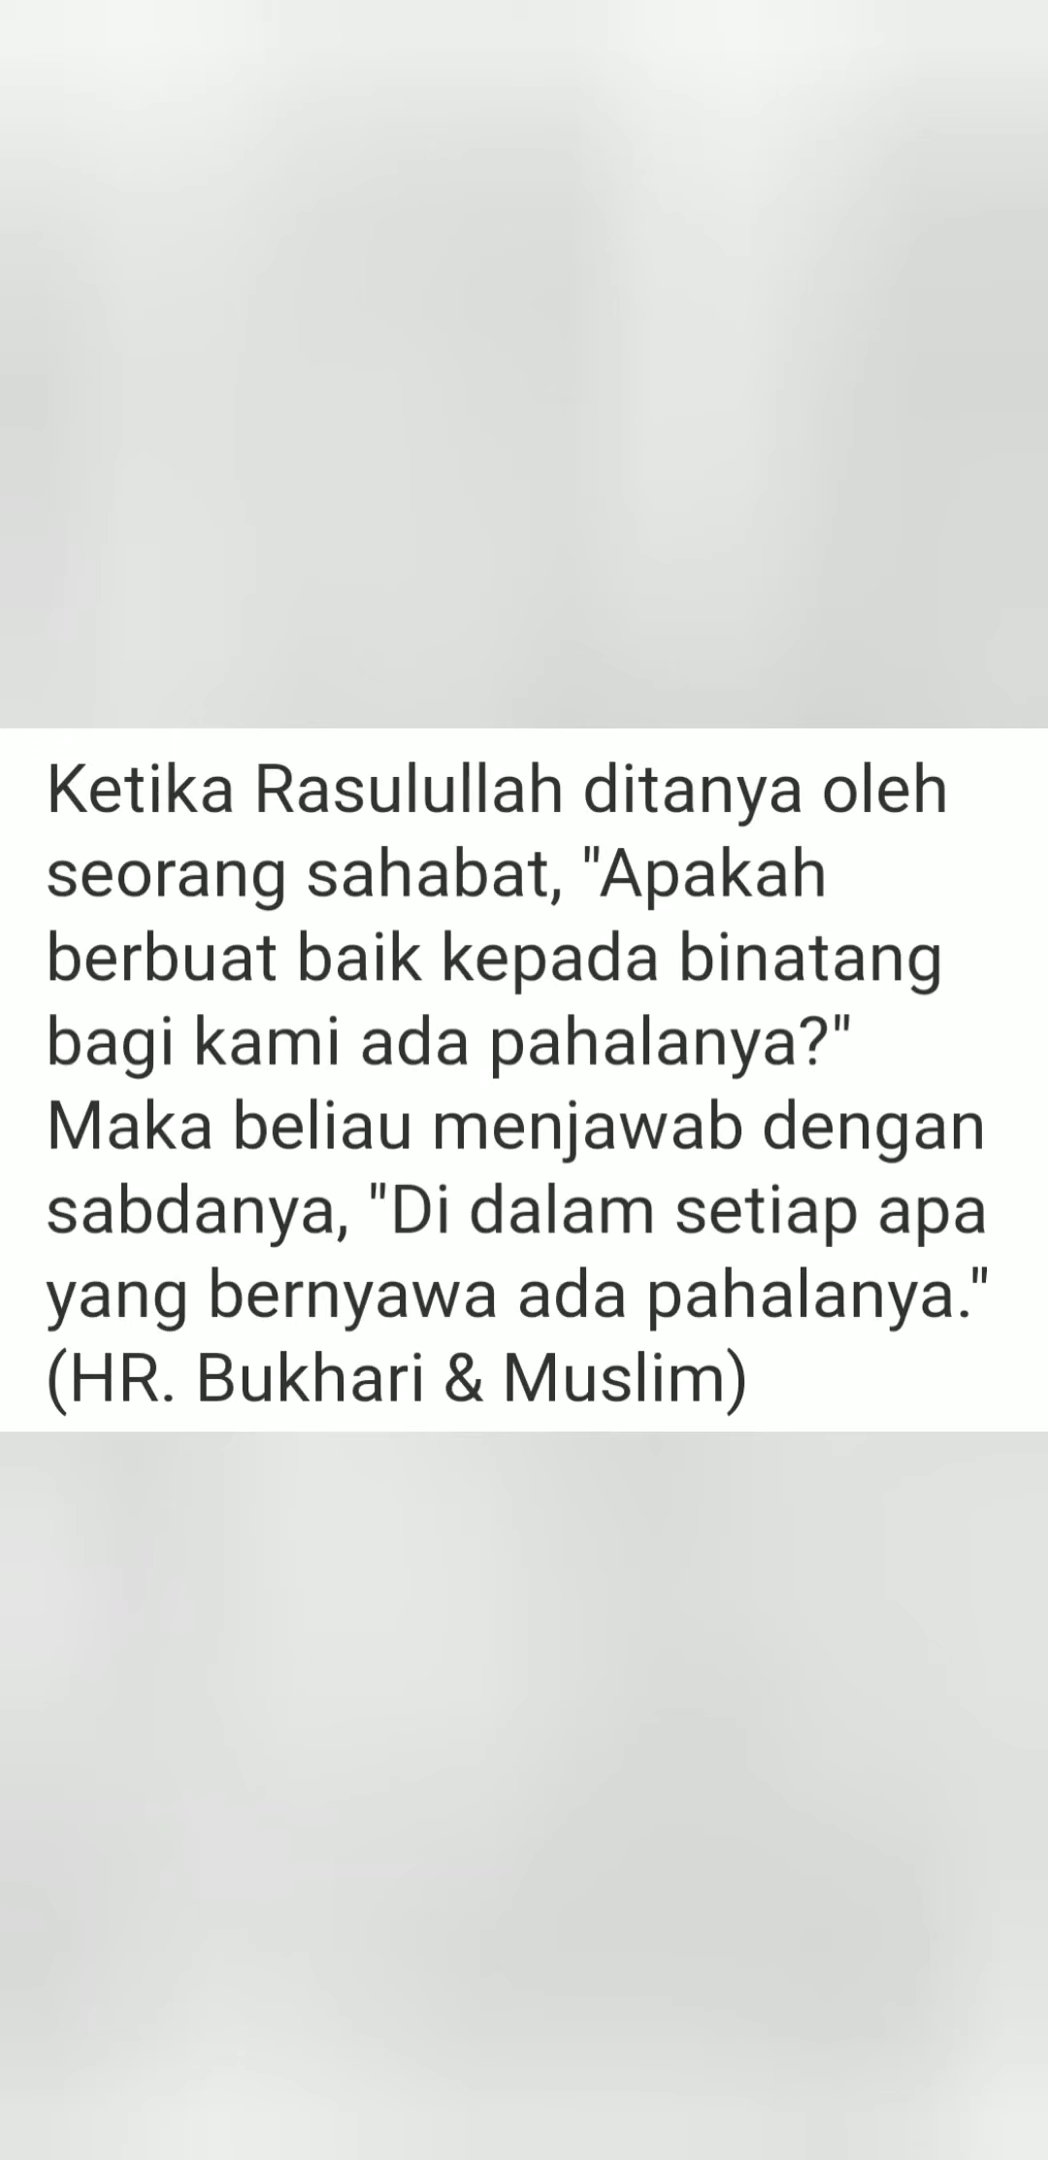 Ketika Rasulullah ditanya oleh
seorang sahabat, "Apakah
berbuat baik kepada binatang
bagi kami ada pahalanya?"
Maka beliau menjawab dengan
sabdanya, "Di dalam setiap apa
yang bernyawa ada pahalanya."
(HR. Bukhari & Muslim)